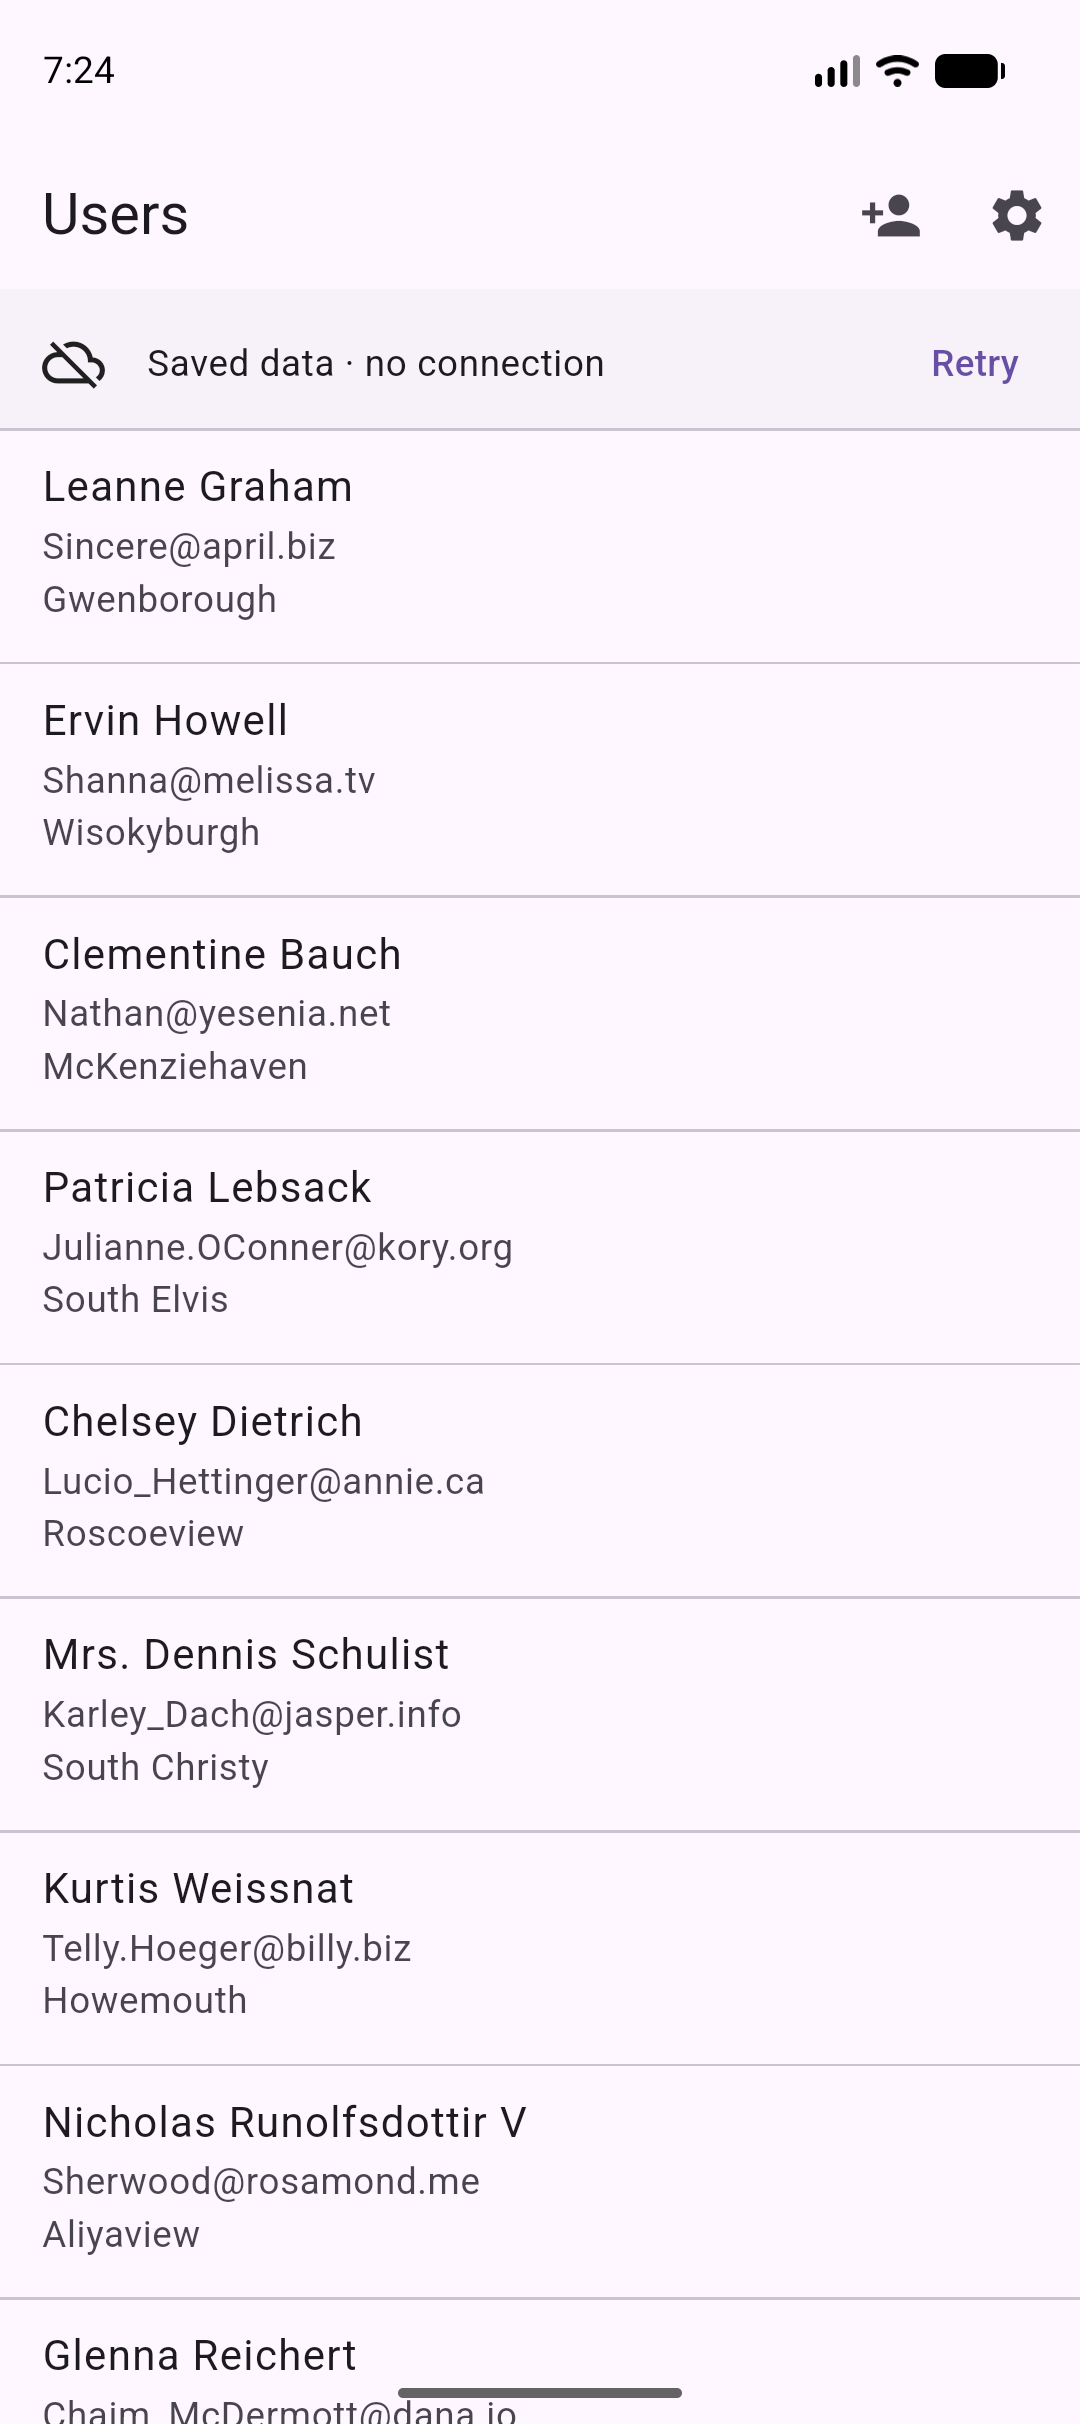 7:24
Users
Saved data · no connection
Retry
Leanne Graham
Sincere@april.biz
Gwenborough
Ervin Howell
Shanna@melissa.tv
Wisokyburgh
Clementine Bauch
Nathan@yesenia.net
McKenziehaven
Patricia Lebsack
Julianne.OConner@kory.org
South Elvis
Chelsey Dietrich
Lucio_Hettinger@annie.ca
Roscoeview
Mrs. Dennis Schulist
Karley_Dach@jasper.info
South Christy
Kurtis Weissnat
Telly.Hoeger@billy.biz
Howemouth
Nicholas Runolfsdottir V
Sherwood@rosamond.me
Aliyaview
Glenna Reichert
Chaim_McDermott@dana.io